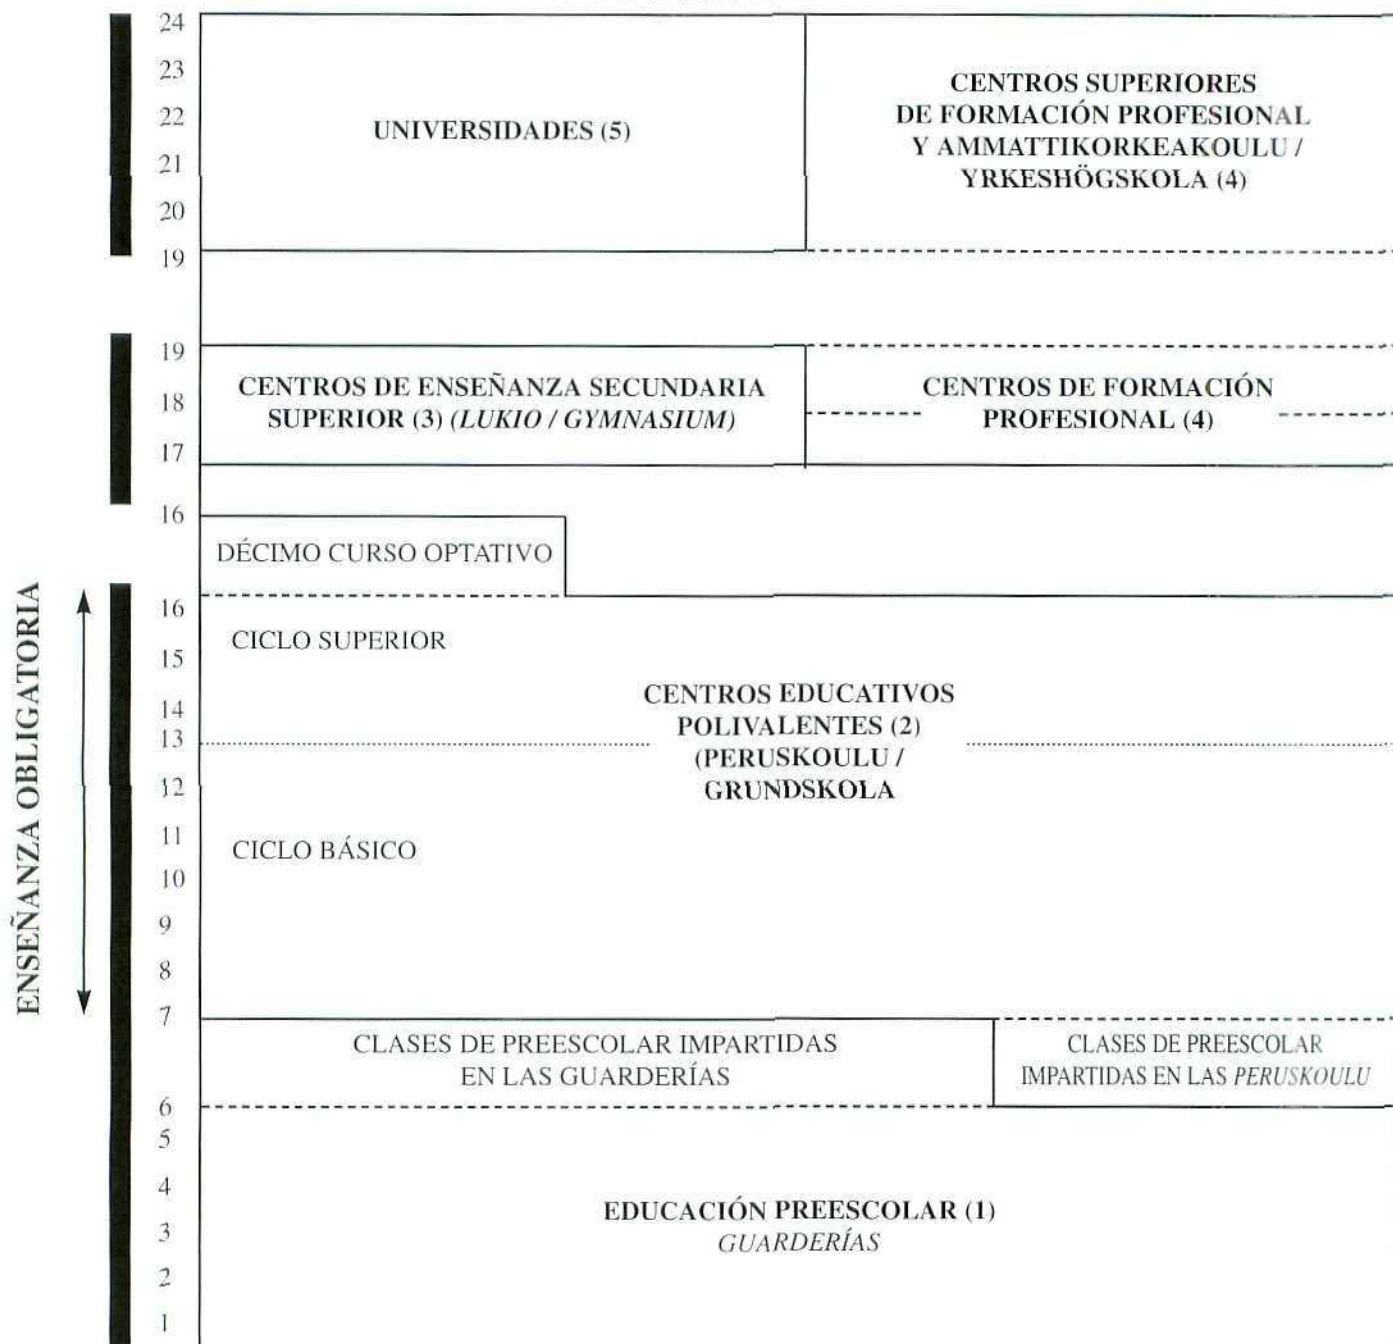 24
23
22
21
20
19
UNIVERSIDADES (5)
CENTROS SUPERIORES
DE FORMACIÓN PROFESIONAL
Y AMMATTIKORKEAKOULU /
YRKESHÖGSKOLA (4)
19
18
17
CENTROS DE ENSEÑANZA SECUNDARIA
SUPERIOR (3) (LUKIO / GYMNASIUM)
CENTROS DE FORMACIÓN
PROFESIONAL (4)
16
DÉCIMO CURSO OPTATIVO
ENSEÑANZA OBLIGATORIA
16
15
14
13
12
11
10
9
8
7
CICLO SUPERIOR
CENTROS EDUCATIVOS
POLIVALENTES (2)
(PERUSKOULU /
GRUNDSKOLA
CICLO BÁSICO
CLASES DE PREESCOLAR IMPARTIDAS
EN LAS GUARDERÍAS
CLASES DE PREESCOLAR
IMPARTIDAS EN LAS PERUSKOULU
6
5
4
3
2
1
EDUCACIÓN PREESCOLAR (1)
GUARDERÍAS